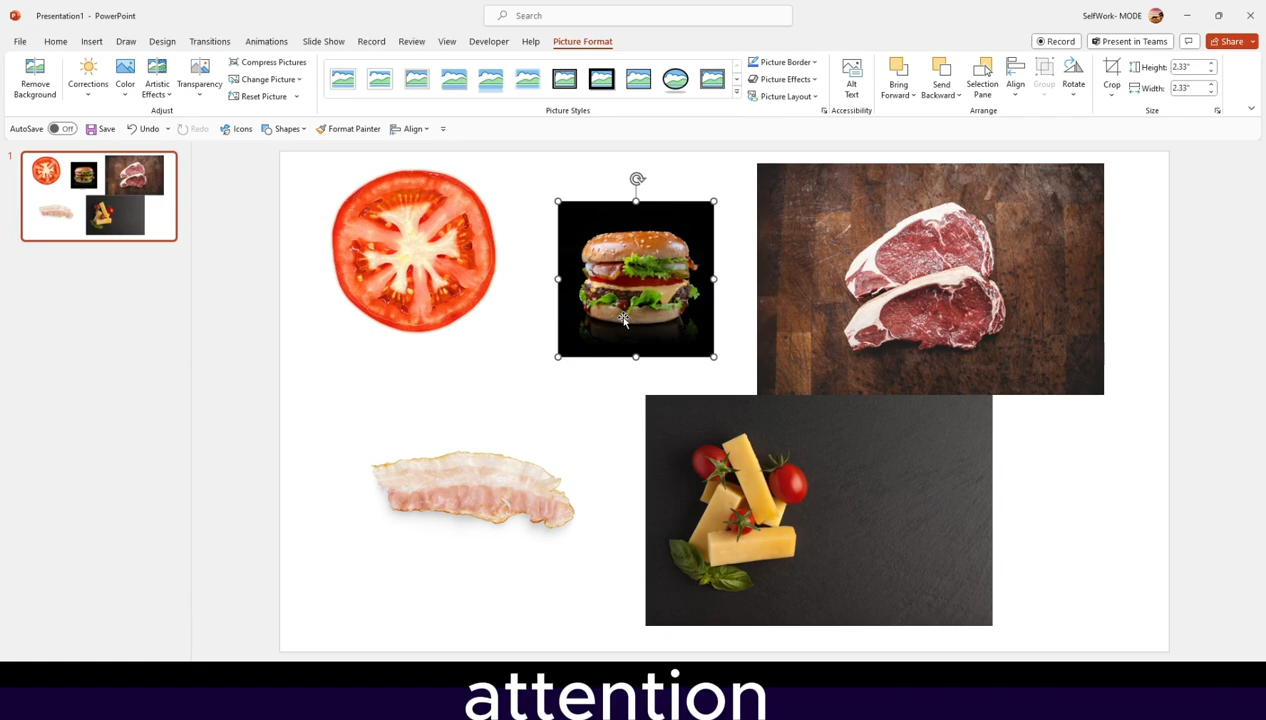 Presentation1 - PowerPoint
Search
SelfWork- MODE
File Home Insert Draw Design Transitions Animations Slide Show Record Review View Developer Help Picture Format
Record Present in Teams Share
Remove Background
Corrections
Color
Artistic Effects
Transparency
Compress Pictures
Change Picture
Reset Picture
Adjust
Picture Styles
Picture Border
Picture Effects
Picture Layout
Alt Text
Accessibility
Bring Forward
Send Backward
Selection Pane
Align
Group
Rotate
Arrange
Crop
Height: 2.33"
Width: 2.33"
Size
AutoSave Off Save Undo Redo Icons Shapes Format Painter Align
1
attention